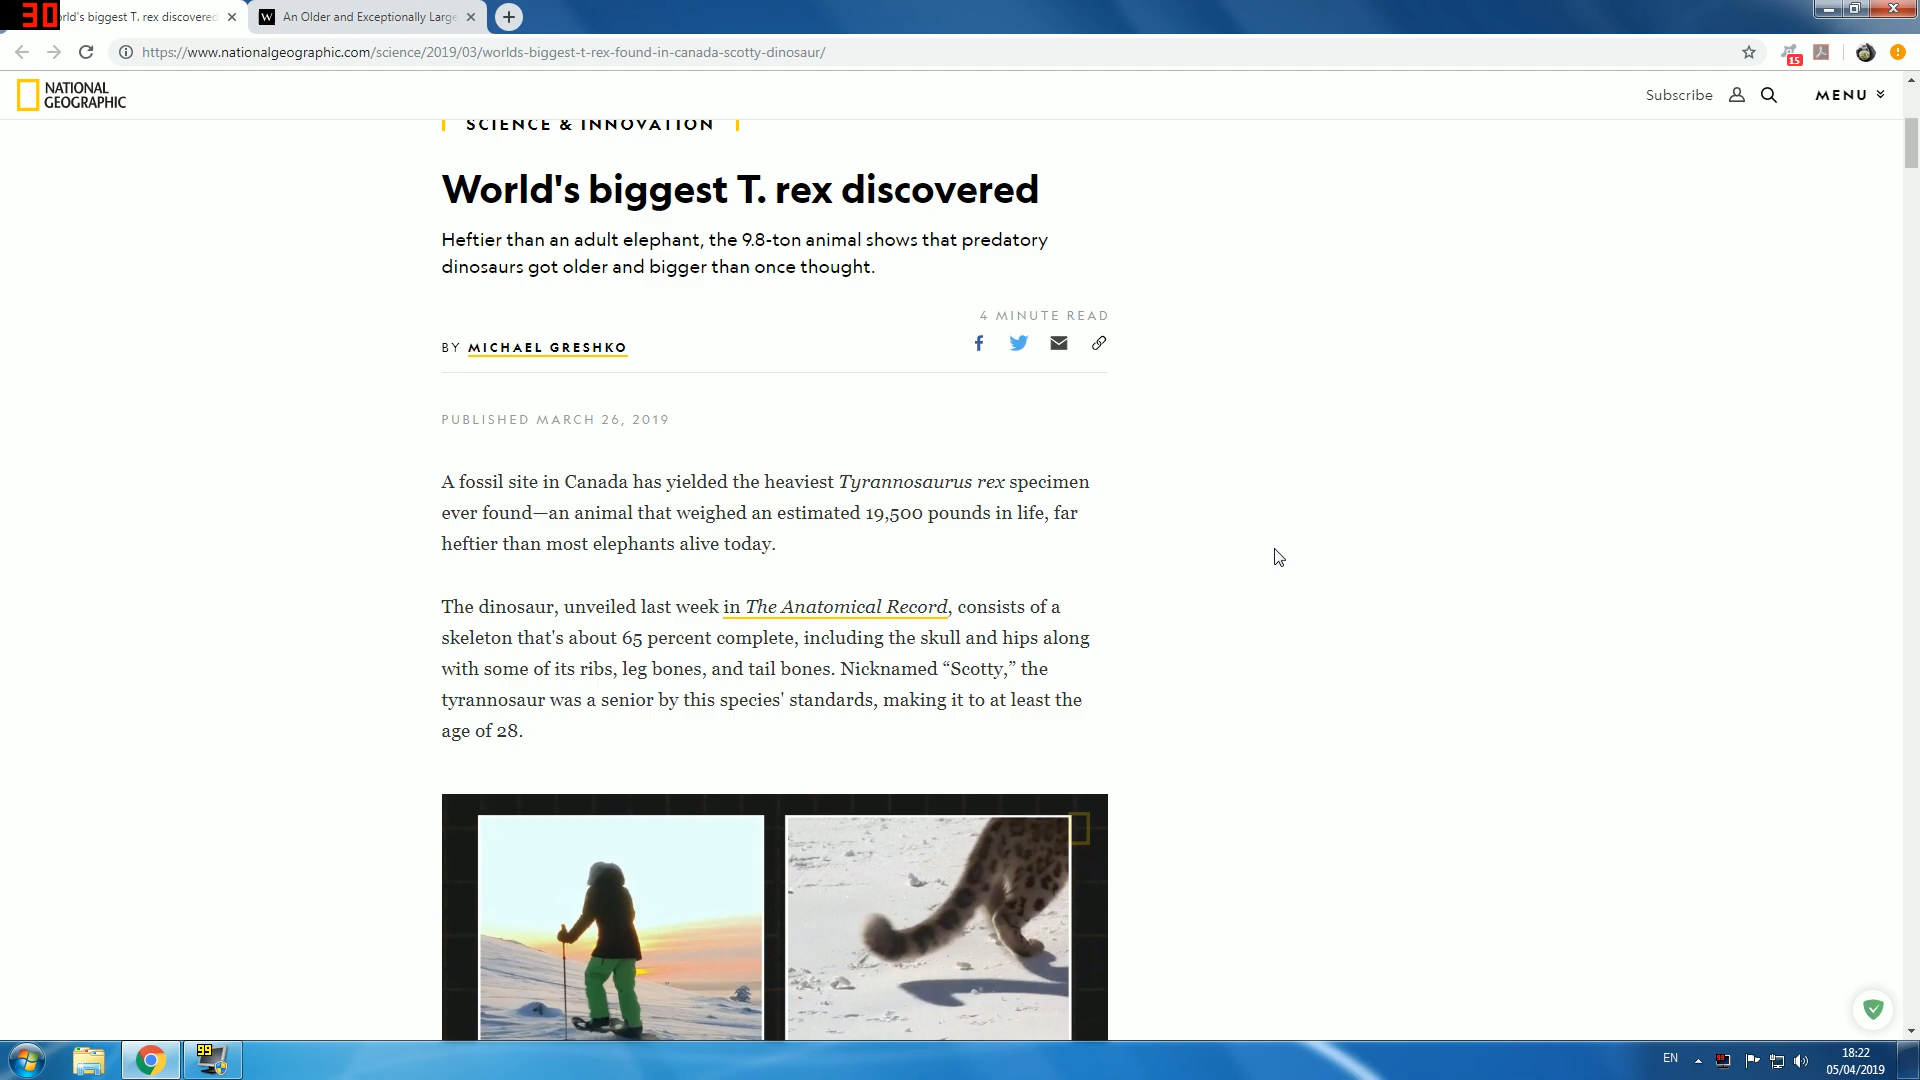 30
orld's biggest T. rex discovered
An Older and Exceptionally Large
https://www.nationalgeographic.com/science/2019/03/worlds-biggest-t-rex-found-in-canada-scotty-dinosaur/
15
NATIONAL
GEOGRAPHIC
Subscribe
MENU
SCIENCE & INNOVATION
World's biggest T. rex discovered
Heftier than an adult elephant, the 9.8-ton animal shows that predatory
dinosaurs got older and bigger than once thought.
4 MINUTE READ
BY MICHAEL GRESHKO
PUBLISHED MARCH 26, 2019
A fossil site in Canada has yielded the heaviest Tyrannosaurus rex specimen
ever found—an animal that weighed an estimated 19,500 pounds in life, far
heftier than most elephants alive today.
The dinosaur, unveiled last week in The Anatomical Record, consists of a
skeleton that's about 65 percent complete, including the skull and hips along
with some of its ribs, leg bones, and tail bones. Nicknamed “Scotty,” the
tyrannosaur was a senior by this species' standards, making it to at least the
age of 28.
99
EN
18:22
05/04/2019